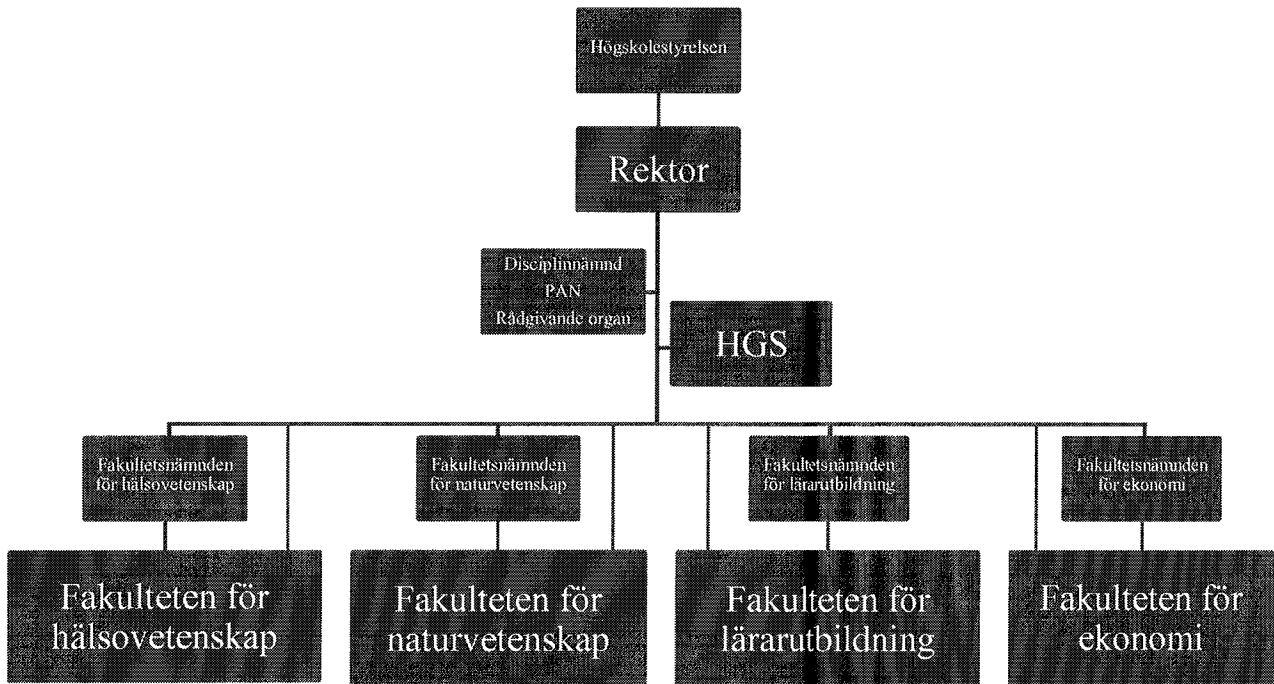 Högskolestyrelsen
Rektor
Disciplinnämnd
PAN
Rådgivande organ
HGS
Fakultetsnämnden
för hälsovetenskap
Fakultetsnämnden
för naturvetenskap
Fakultetsnämnden
för lärarutbildning
Fakultetsnämnden
för ekonomi
Fakulteten för
hälsovetenskap
Fakulteten för
naturvetenskap
Fakulteten för
lärarutbildning
Fakulteten för
ekonomi